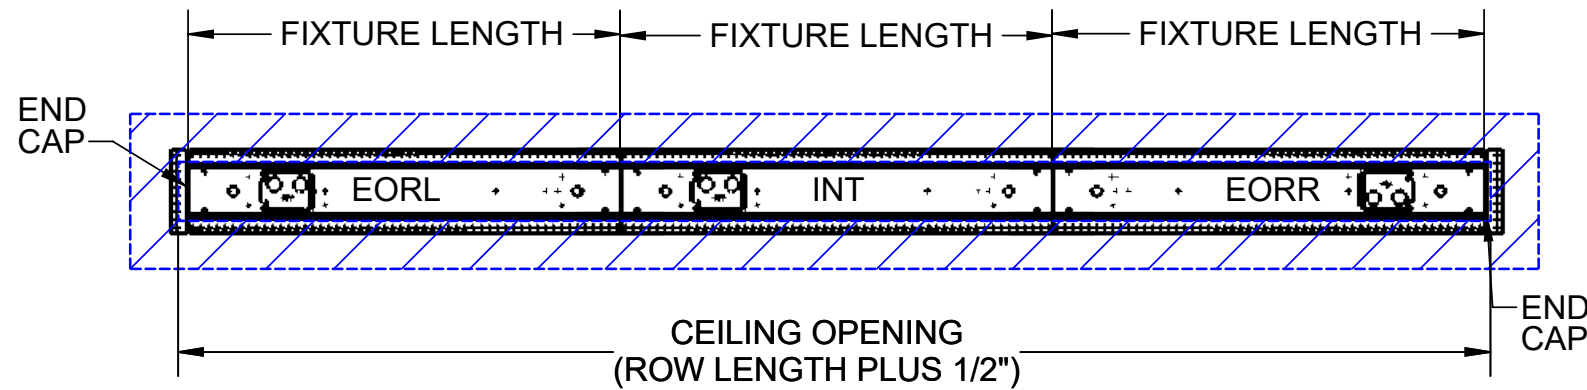 FIXTURE LENGTH
FIXTURE LENGTH
FIXTURE LENGTH
END
CAP
EORL
INT
EORR
END
CAP
CEILING OPENING
(ROW LENGTH PLUS 1/2")